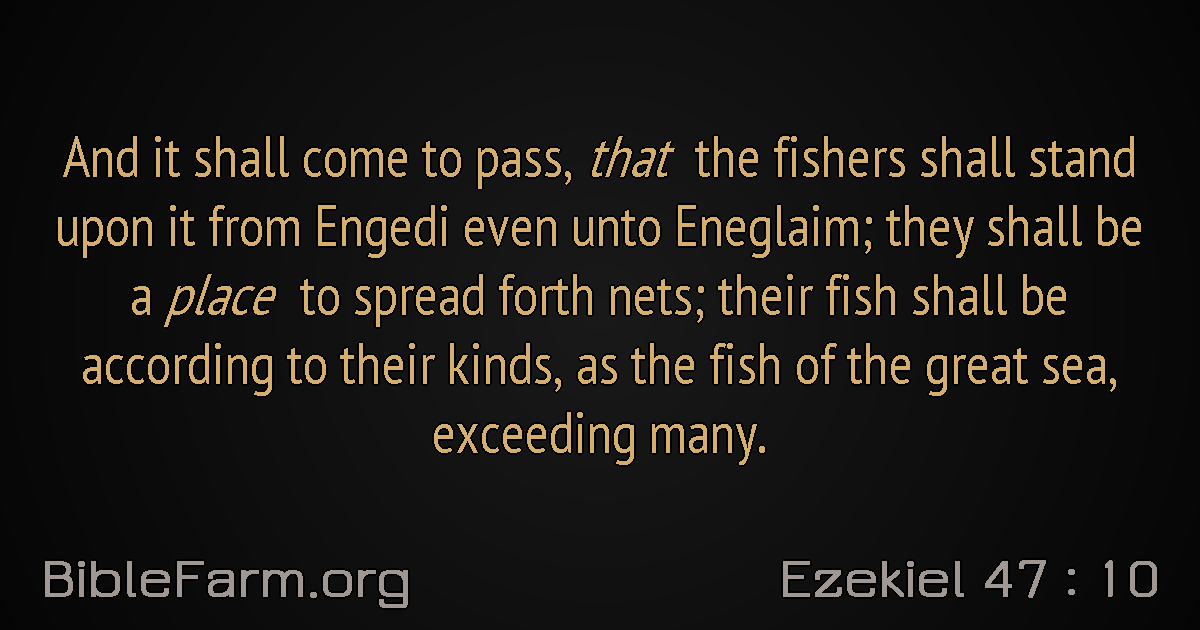 And it shall come to pass, that the fishers shall stand
upon it from Engedi even unto Eneglaim; they shall be
a place to spread forth nets; their fish shall be
according to their kinds, as the fish of the great sea,
exceeding many.
BibleFarm.org
Ezekiel 47 : 10